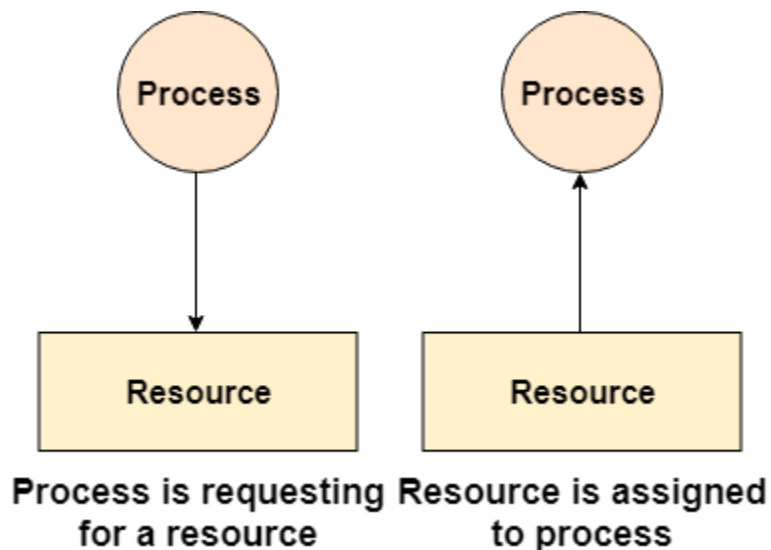 Process
Process
Resource
Resource
Process is requesting
for a resource
Resource is assigned
to process